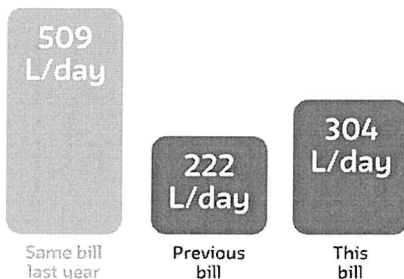 509
L/day
222
L/day
304
L/day
Same bill
last year
Previous
bill
This
bill